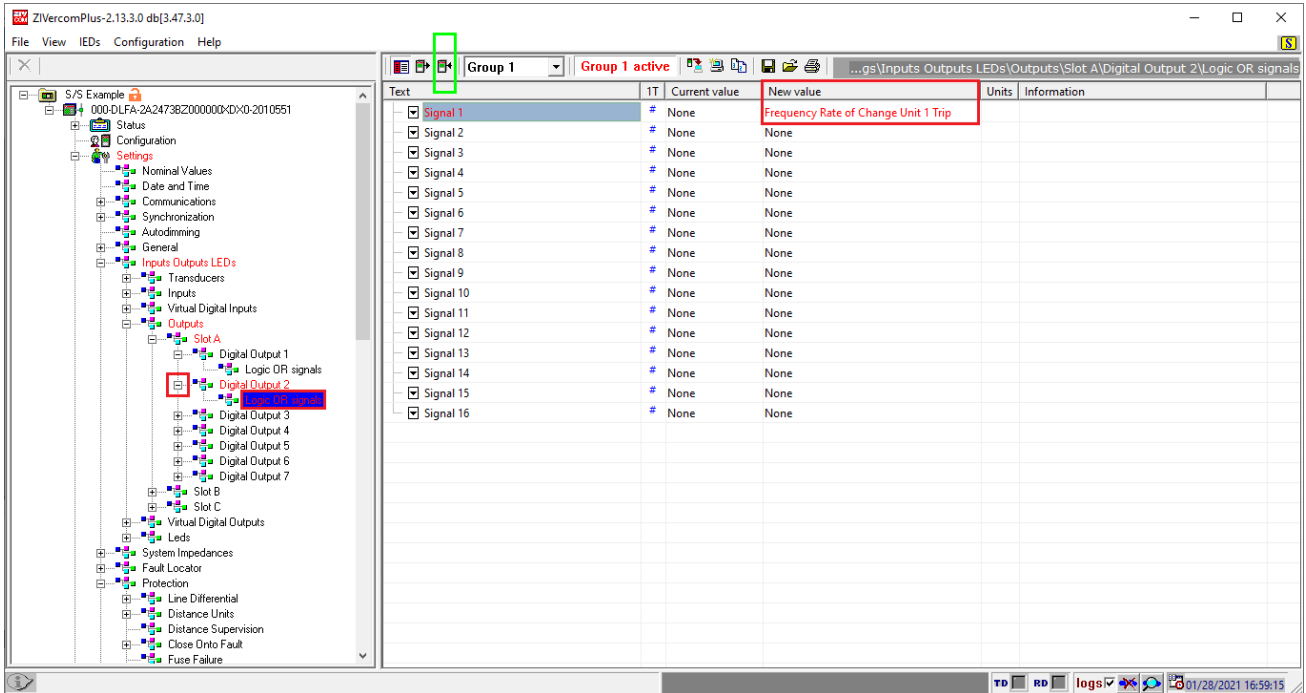 ZIVercomPlus-2.13.3.0 db[3.47.3.0]
File View IEDs Configuration Help
S
Group 1
Group 1 active
...gs\Inputs Outputs LEDs\Outputs\Slot A\Digital Output 2\Logic OR signals
S/S Example
000-DLFA-2A2473BZ000000XDX0-2010551
Status
Configuration
Settings
Nominal Values
Date and Time
Communications
Synchronization
Autodimming
General
Inputs Outputs LEDs
Transducers
Inputs
Virtual Digital Inputs
Outputs
Slot A
Digital Output 1
Logic OR signals
Digital Output 2
Logic OR signals
Digital Output 3
Digital Output 4
Digital Output 5
Digital Output 6
Digital Output 7
Slot B
Slot C
Virtual Digital Outputs
Leds
System Impedances
Fault Locator
Protection
Line Differential
Distance Units
Distance Supervision
Close Onto Fault
Fuse Failure
Text 1T Current value New value Units Information
Signal 1 # None Frequency Rate of Change Unit 1 Trip
Signal 2 # None None
Signal 3 # None None
Signal 4 # None None
Signal 5 # None None
Signal 6 # None None
Signal 7 # None None
Signal 8 # None None
Signal 9 # None None
Signal 10 # None None
Signal 11 # None None
Signal 12 # None None
Signal 13 # None None
Signal 14 # None None
Signal 15 # None None
Signal 16 # None None
TD RD logs 01/28/2021 16:59:15